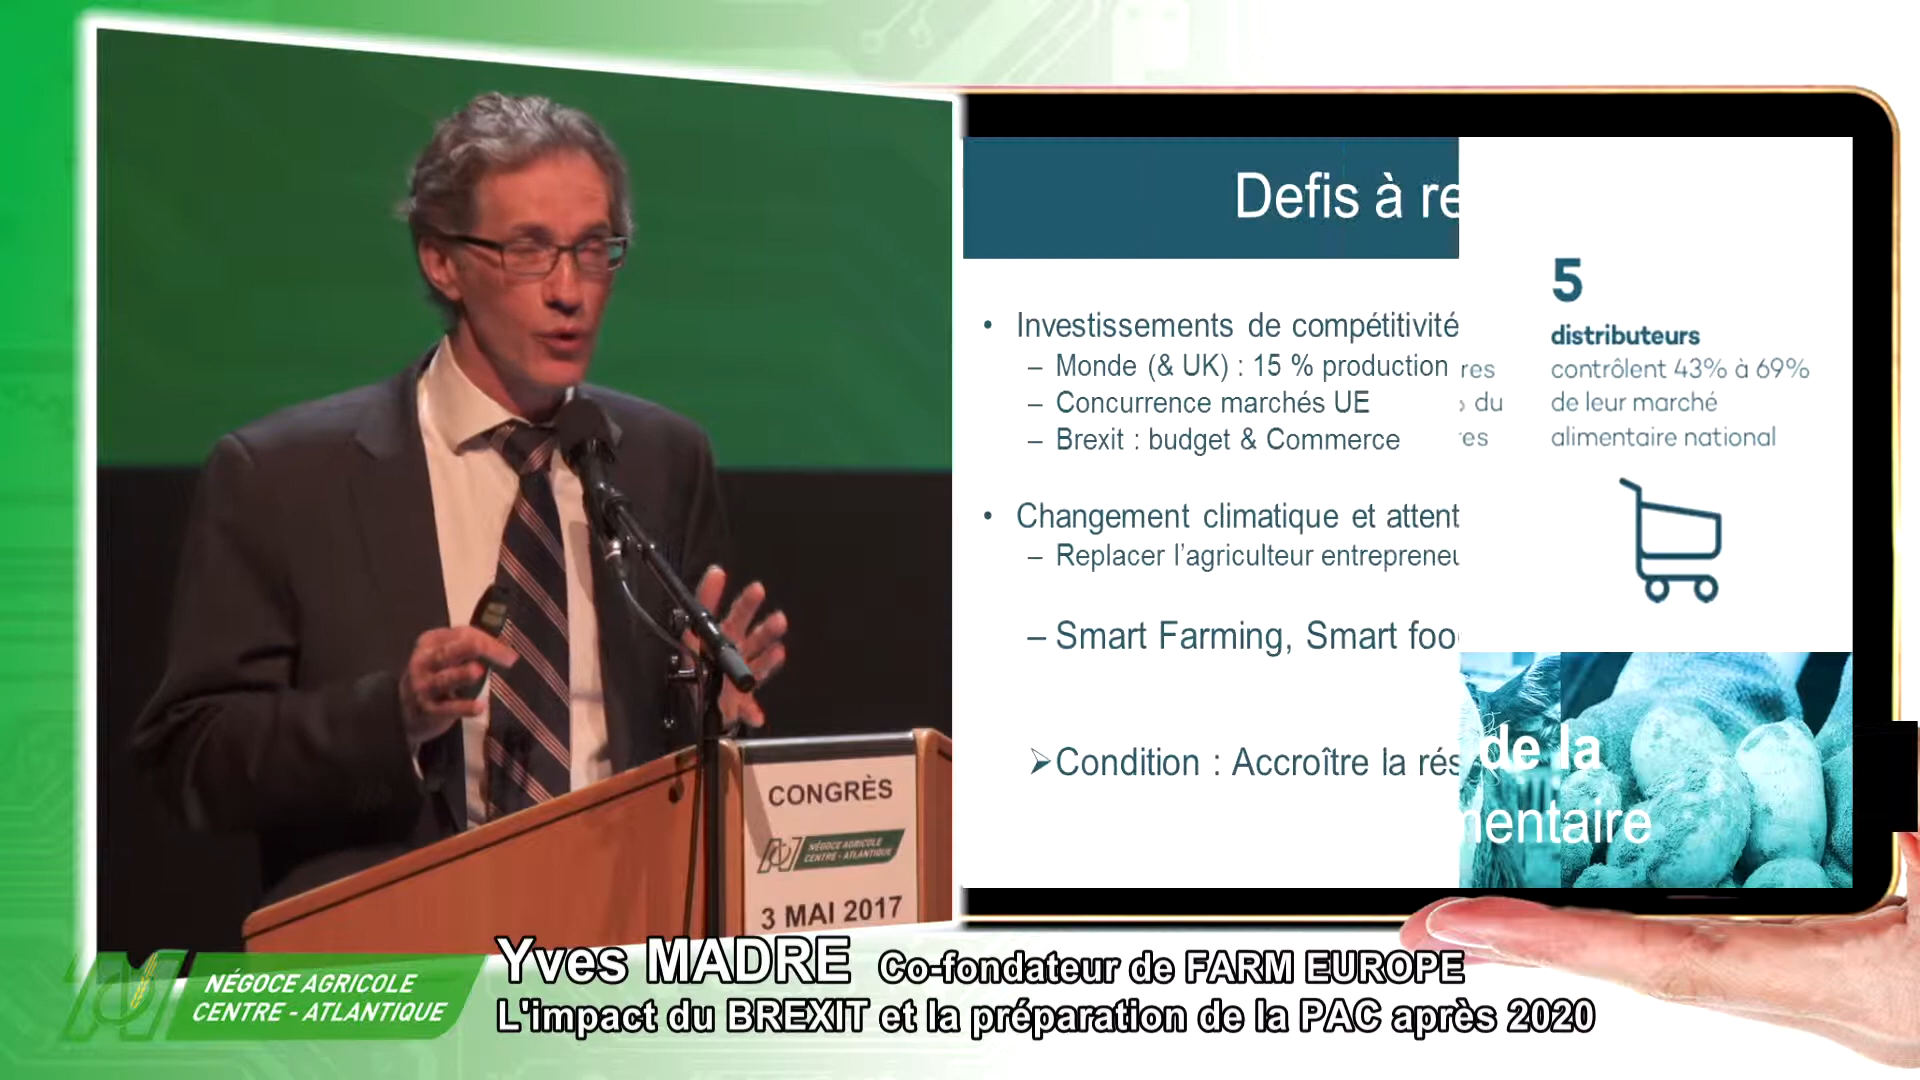 Defis à re
• Investissements de compétitivité
– Monde (& UK) : 15 % production
– Concurrence marchés UE
– Brexit : budget & Commerce
• Changement climatique et attent
– Replacer l'agriculteur entrepreneu
– Smart Farming, Smart foo
➢Condition : Accroître la rés
5
distributeurs
res contrôlent 43% à 69%
du de leur marché
es alimentaire national
de la
mentaire
CONGRÈS
NÉGOCE AGRICOLE
CENTRE - ATLANTIQUE
3 MAI 2017
NÉGOCE AGRICOLE
CENTRE - ATLANTIQUE
Yves MADRE Co-fondateur de FARM EUROPE
L'impact du BREXIT et la préparation de la PAC après 2020